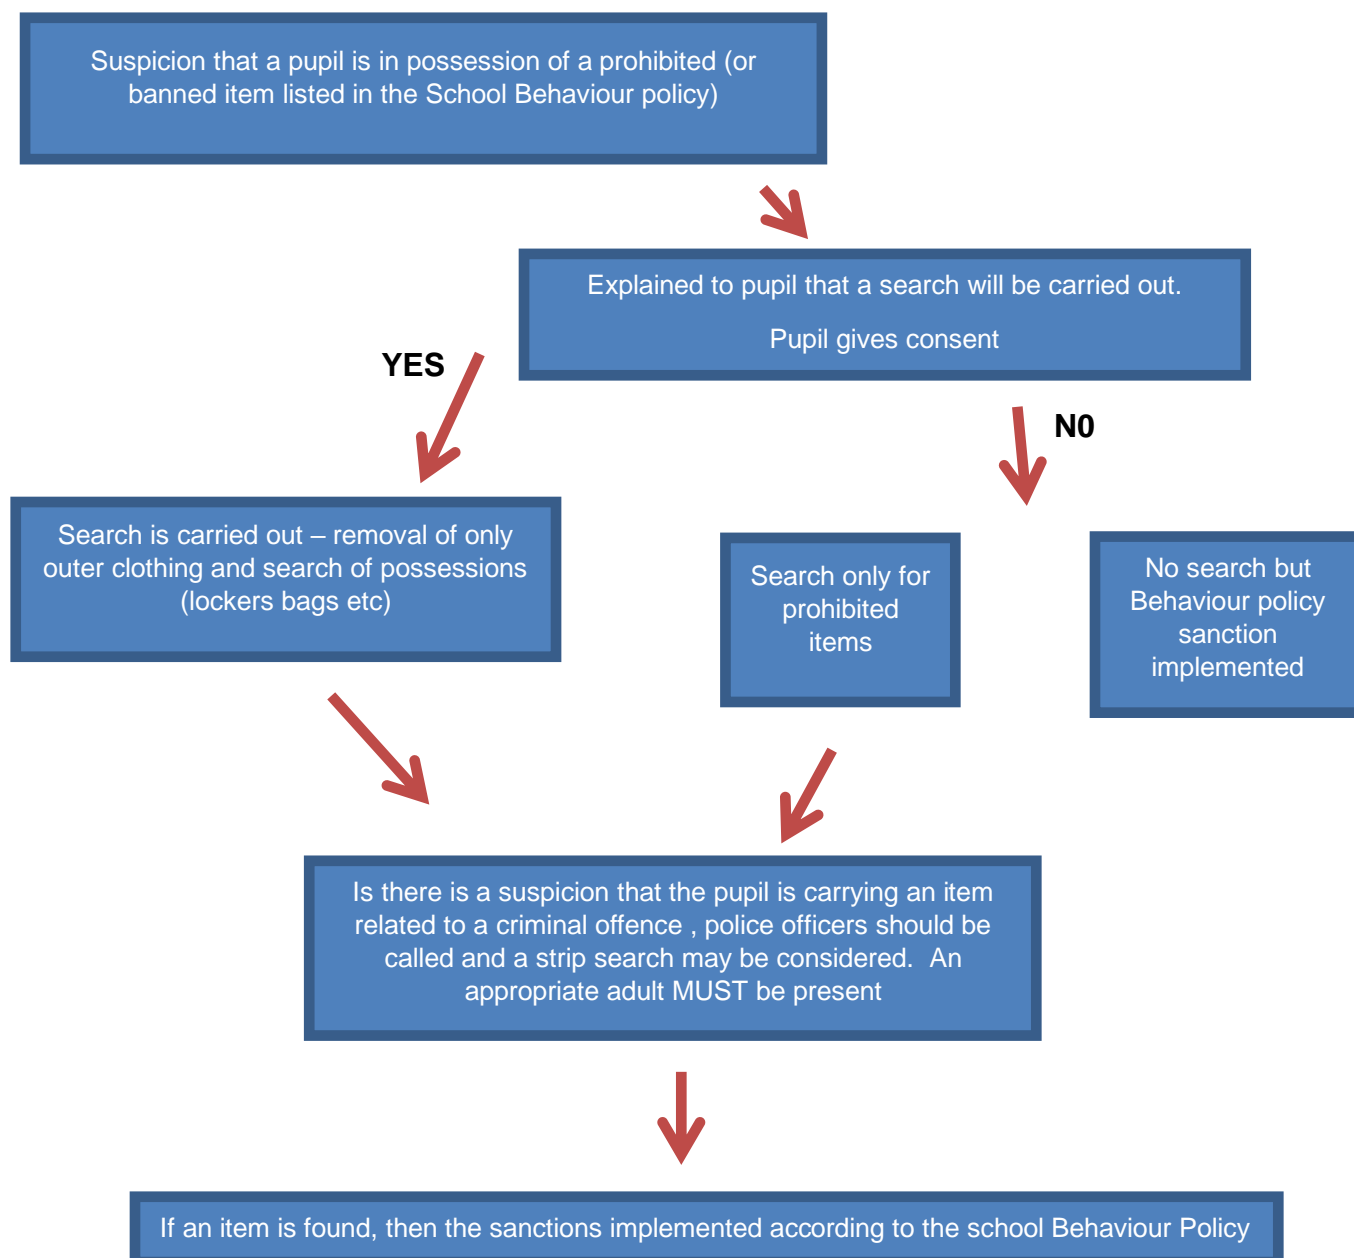 Suspicion that a pupil is in possession of a prohibited (or
banned item listed in the School Behaviour policy)
Explained to pupil that a search will be carried out.
Pupil gives consent
YES
N0
Search is carried out – removal of only
outer clothing and search of possessions
(lockers bags etc)
Search only for
prohibited
items
No search but
Behaviour policy
sanction
implemented
Is there is a suspicion that the pupil is carrying an item
related to a criminal offence , police officers should be
called and a strip search may be considered.  An
appropriate adult MUST be present
If an item is found, then the sanctions implemented according to the school Behaviour Policy